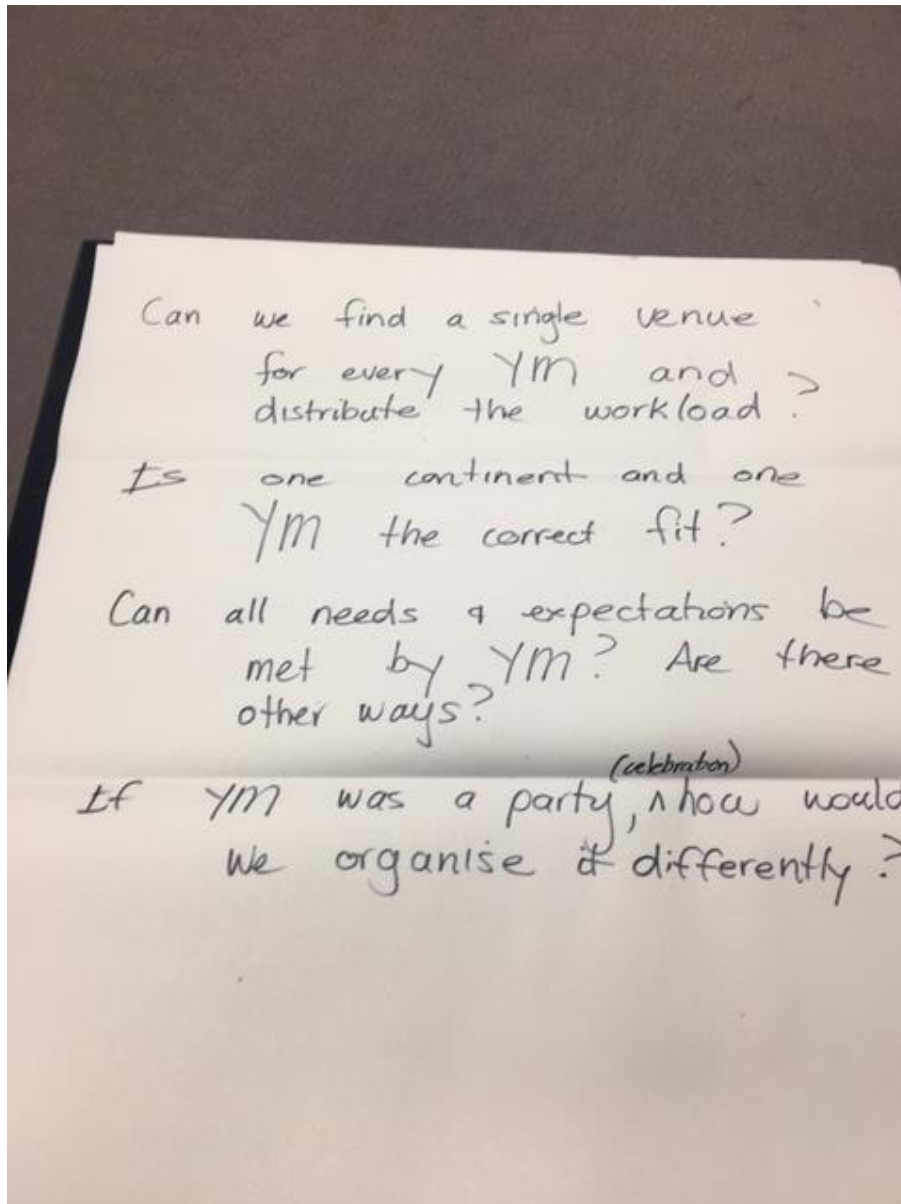 Can we find a single venue
for every YM and
distribute the workload?
Is one continent and one
YM the correct fit?
Can all needs & expectations be
met by YM? Are there
other ways?
(celebration)
If YM was a party, ^ how would
we organise it differently?